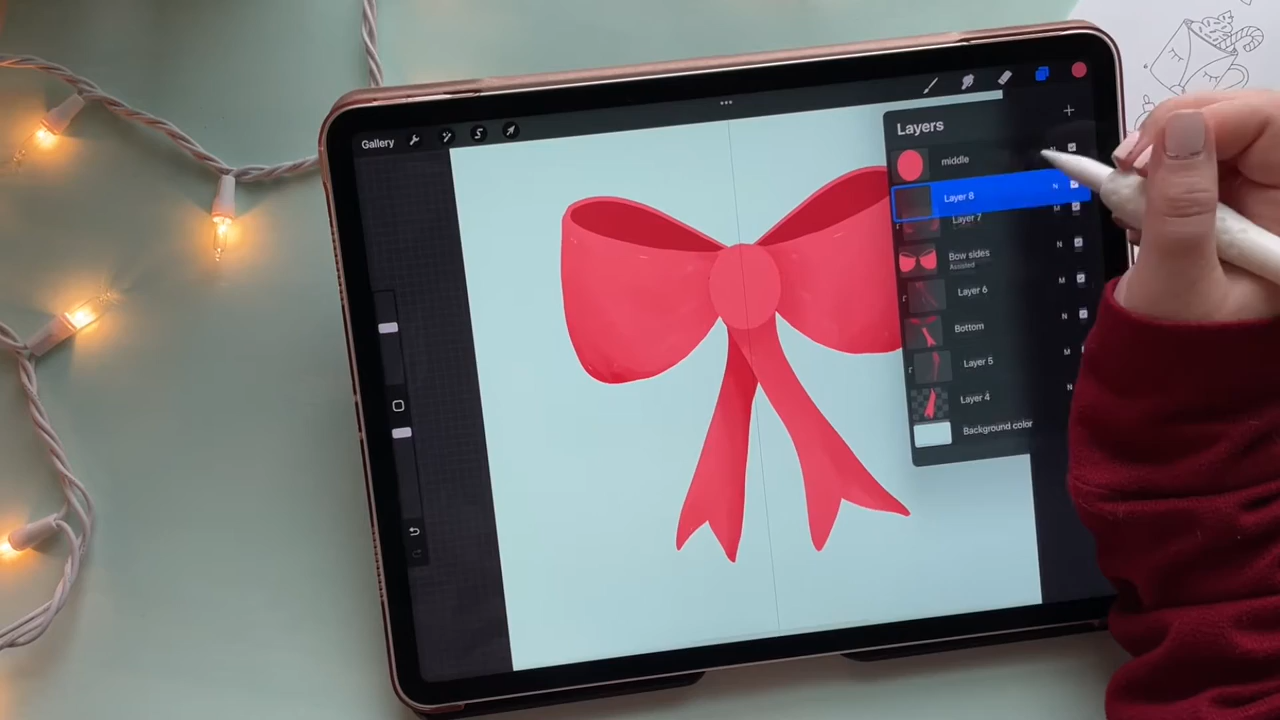 Gallery
Layers
middle
N
Layer 8
N
Layer 7
M
Bow sides
N
Assisted
Layer 6
M
Bottom
N
Layer 5
M
Layer 4
N
Background color